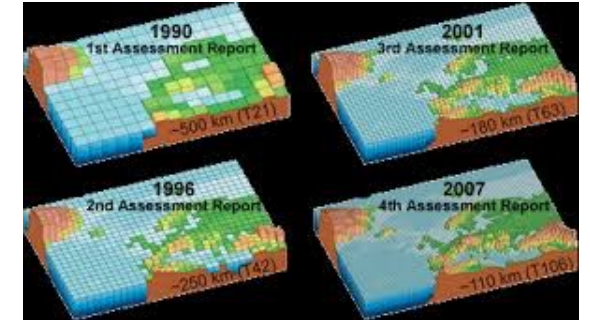 1990
1st Assessment Report
~500 km (T21)
2001
3rd Assessment Report
~180 km (T63)
1996
2nd Assessment Report
~250 km (T42)
2007
4th Assessment Report
~110 km (T106)